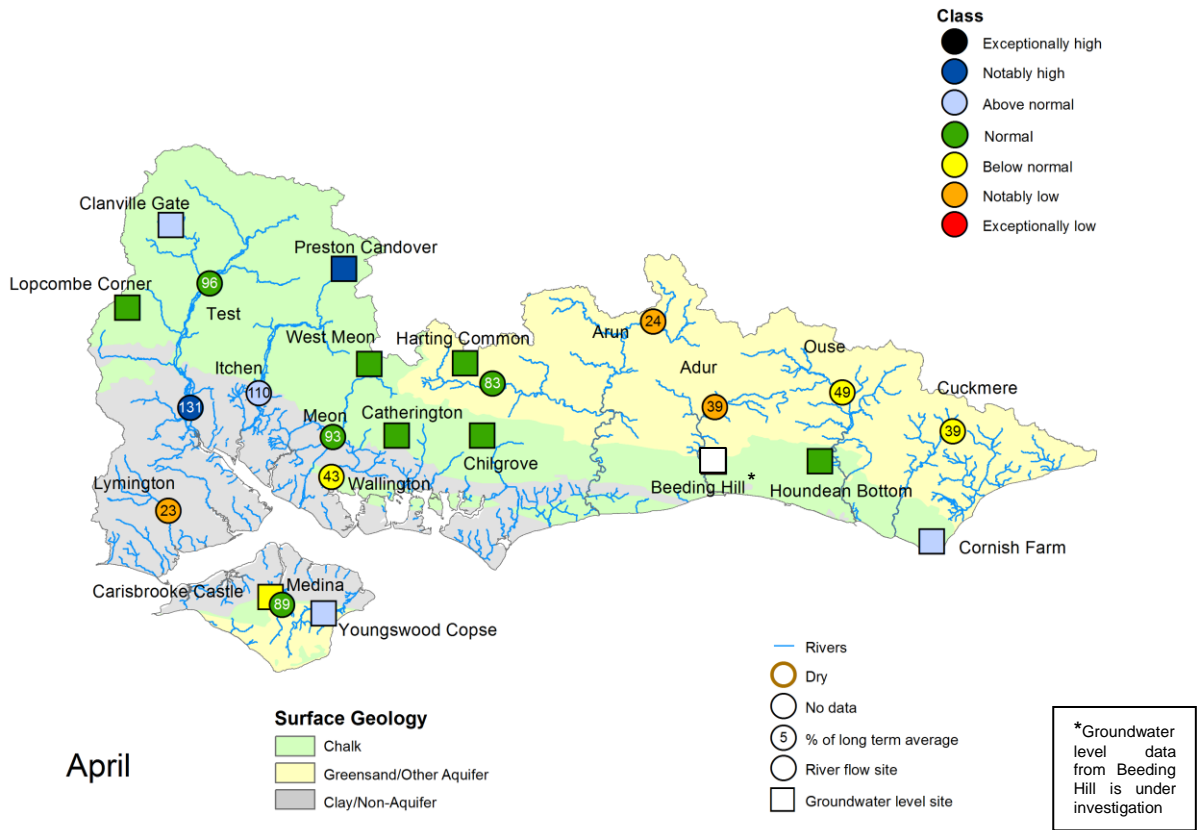 Class
Exceptionally high
Notably high
Above normal
Normal
Below normal
Notably low
Exceptionally low
Clanville Gate
Preston Candover
Lopcombe Corner
96
Test
West Meon
Harting Common
Arun
24
Itchen
83
Adur
Ouse
110
49
Cuckmere
131
Meon
Catherington
39
39
93
Chilgrove
43
Wallington
Beeding Hill*
Houndean Bottom
Lymington
23
Cornish Farm
Carisbrooke Castle
Medina
89
Youngswood Copse
April
Surface Geology
Chalk
Greensand/Other Aquifer
Clay/Non-Aquifer
Rivers
Dry
No data
5
% of long term average
River flow site
Groundwater level site
*Groundwater
level data
from Beeding
Hill is under
investigation